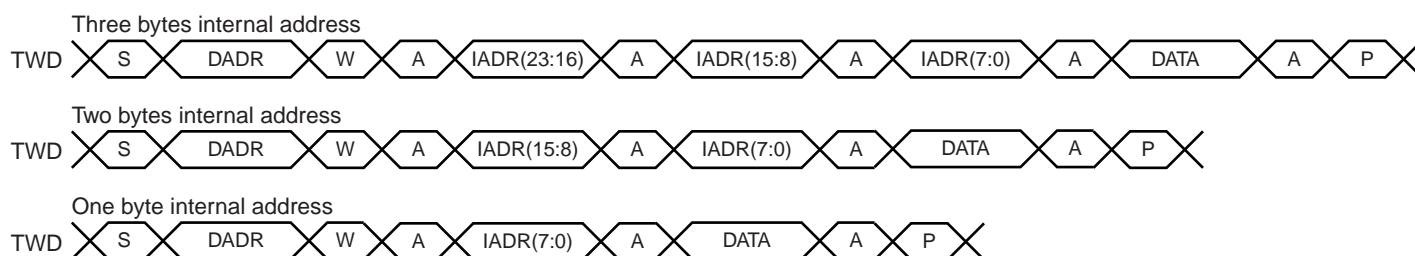 Three bytes internal address
TWD S DADR W A IADR(23:16) A IADR(15:8) A IADR(7:0) A DATA A P
Two bytes internal address
TWD S DADR W A IADR(15:8) A IADR(7:0) A DATA A P
One byte internal address
TWD S DADR W A IADR(7:0) A DATA A P